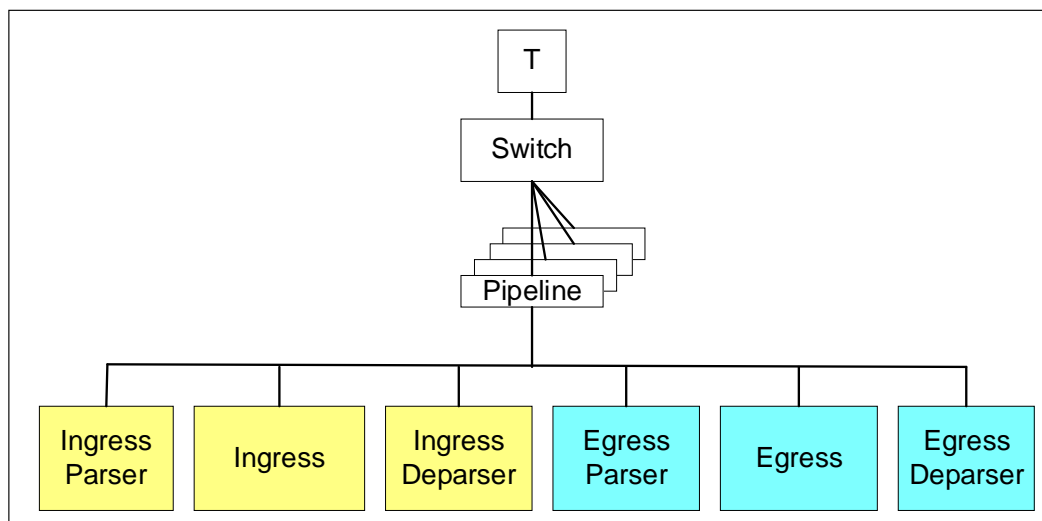 T
Switch
Pipeline
Ingress
Parser
Ingress
Ingress
Deparser
Egress
Parser
Egress
Egress
Deparser